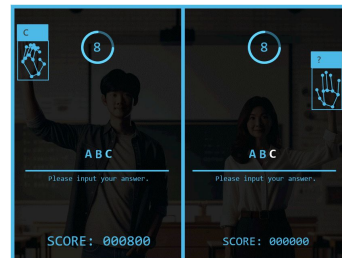 C
8
ABC
Please input your answer.
SCORE: 000800
8
?
ABC
Please input your answer.
SCORE: 000000